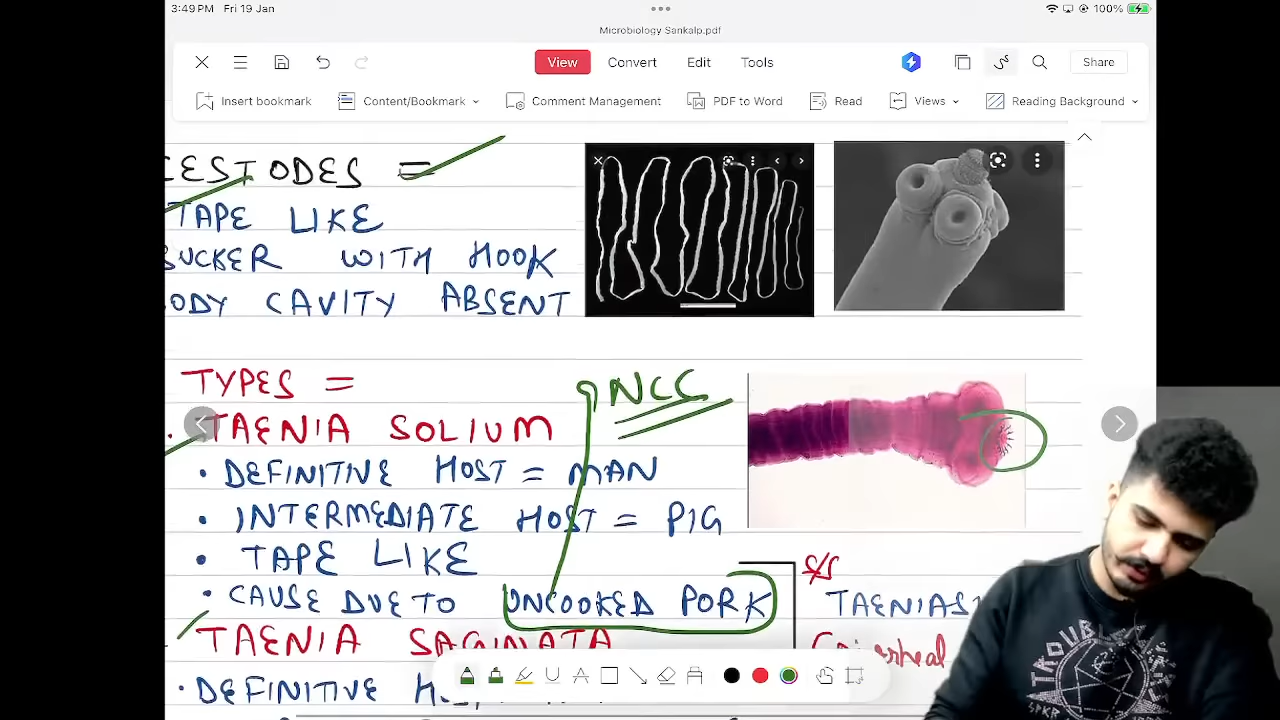 3:49 PM Fri 19 Jan
100%
Microbiology Sankalp.pdf
View Convert Edit Tools
Share
Insert bookmark Content/Bookmark Comment Management PDF to Word Read Views Reading Background
CESTODES =
TAPE LIKE
SUCKER WITH HOOK
BODY CAVITY ABSENT
TYPES =
NCC
TAENIA SOLIUM
• DEFINITIVE HOST = MAN
• INTERMEDIATE HOST = PIG
• TAPE LIKE
S/S
• CAUSE DUE TO UNCOOKED PORK
TAENIAS
TAENIA SAGINATA
• DEFINITIVE H
TROUBLE
SPKR